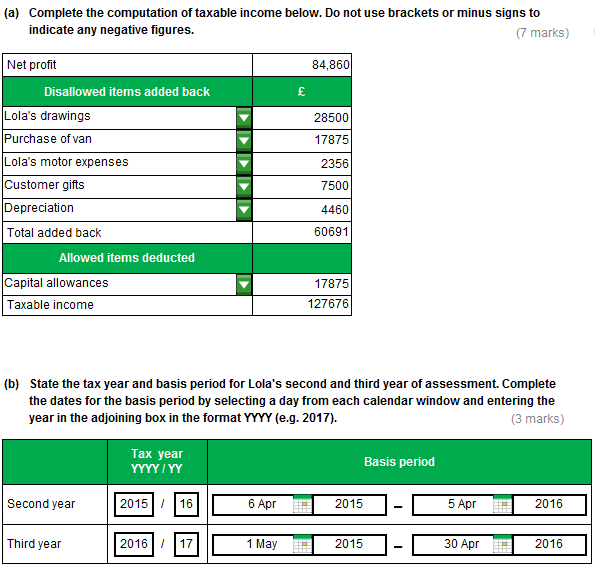 (a) Complete the computation of taxable income below. Do not use brackets or minus signs to
indicate any negative figures.
(7 marks)
Net profit 84,860
Disallowed items added back £
Lola's drawings 28500
Purchase of van 17875
Lola's motor expenses 2356
Customer gifts 7500
Depreciation 4460
Total added back 60691
Allowed items deducted
Capital allowances 17875
Taxable income 127676
(b) State the tax year and basis period for Lola's second and third year of assessment. Complete
the dates for the basis period by selecting a day from each calendar window and entering the
year in the adjoining box in the format YYYY (e.g. 2017).
(3 marks)
Tax year
YYYY / YY
Basis period
Second year 2015 / 16 6 Apr 2015 – 5 Apr 2016
Third year 2016 / 17 1 May 2015 – 30 Apr 2016